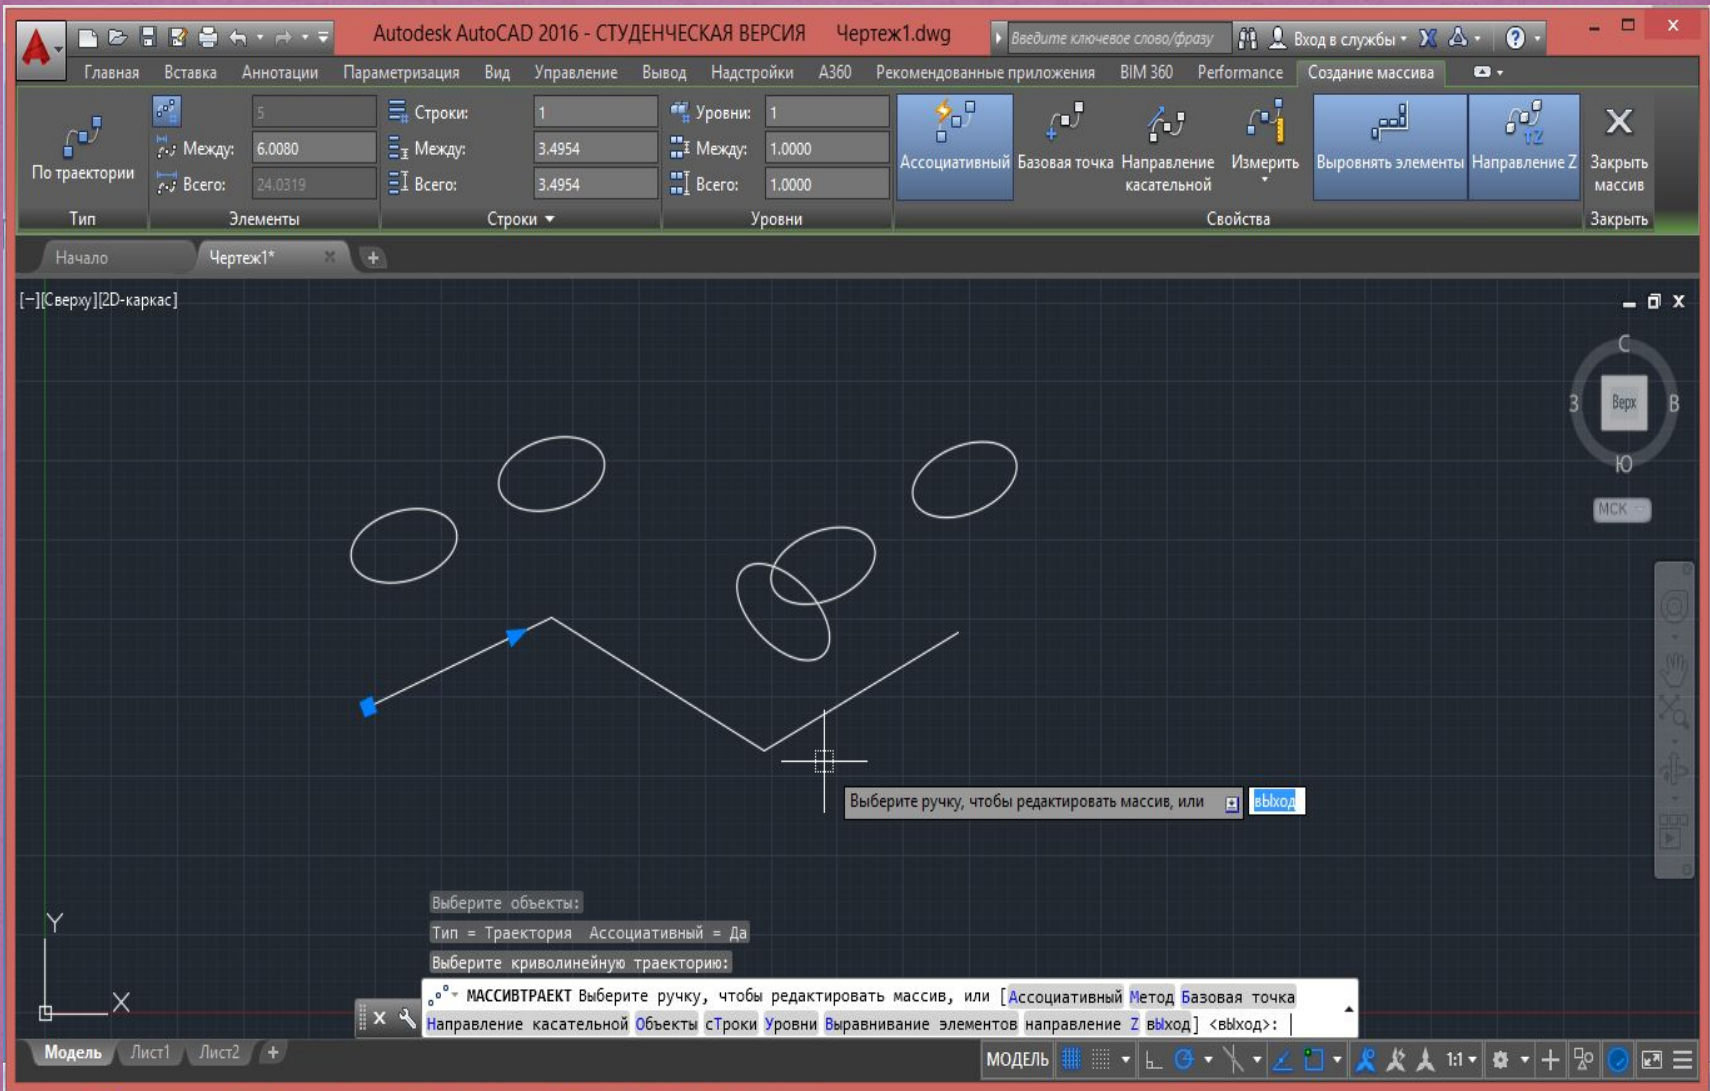 Autodesk AutoCAD 2016 - СТУДЕНЧЕСКАЯ ВЕРСИЯ Чертеж1.dwg Введите ключевое слово/фразу Вход в службы
Главная Вставка Аннотации Параметризация Вид Управление Вывод Надстройки A360 Рекомендованные приложения BIM 360 Performance Создание массива
5 Строки: 1 Уровни: 1
Между: 6.0080 Между: 3.4954 Между: 1.0000
По траектории Всего: 24.0319 Всего: 3.4954 Всего: 1.0000
Ассоциативный Базовая точка Направление касательной Измерить Выровнять элементы Направление Z Закрыть массив
Тип Элементы Строки Уровни Свойства Закрыть
Начало Чертеж1*
[–][Сверху][2D-каркас]
С
З Верх В
Ю
МСК
Выберите ручку, чтобы редактировать массив, или вЫход
Выберите объекты:
Тип = Траектория Ассоциативный = Да
Выберите криволинейную траекторию:
Y
X
МАССИВТРАЕКТ Выберите ручку, чтобы редактировать массив, или [Ассоциативный Метод Базовая точка
Направление касательной Объекты сТроки Уровни Выравнивание элементов направление Z вЫход] <вЫход>:
Модель Лист1 Лист2 + МОДЕЛЬ 1:1